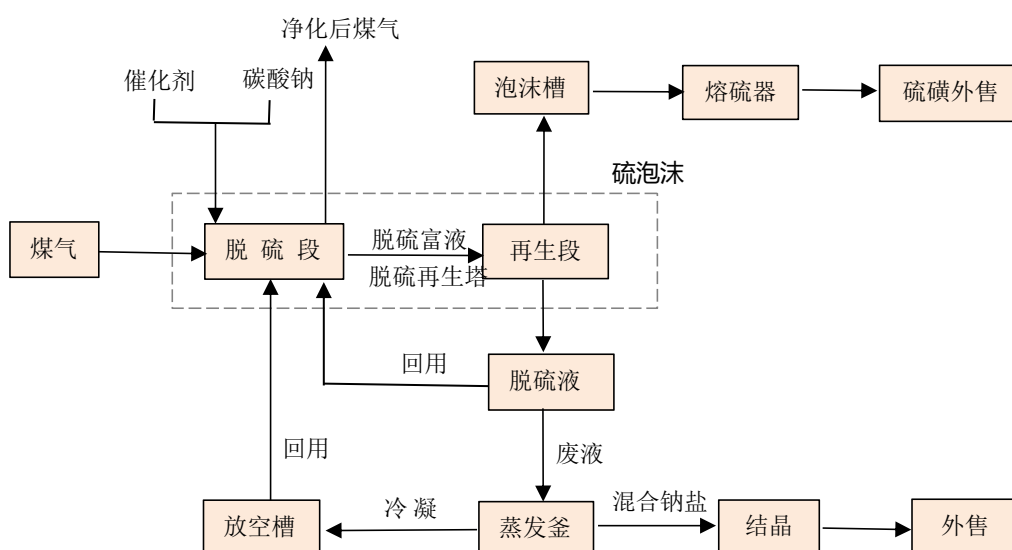 净化后煤气
催化剂
碳酸钠
泡沫槽
熔硫器
硫磺外售
硫泡沫
煤气
脱 硫 段
脱硫富液
脱硫再生塔
再生段
回用
脱硫液
回用
废液
放空槽
冷 凝
蒸发釜
混合钠盐
结晶
外售